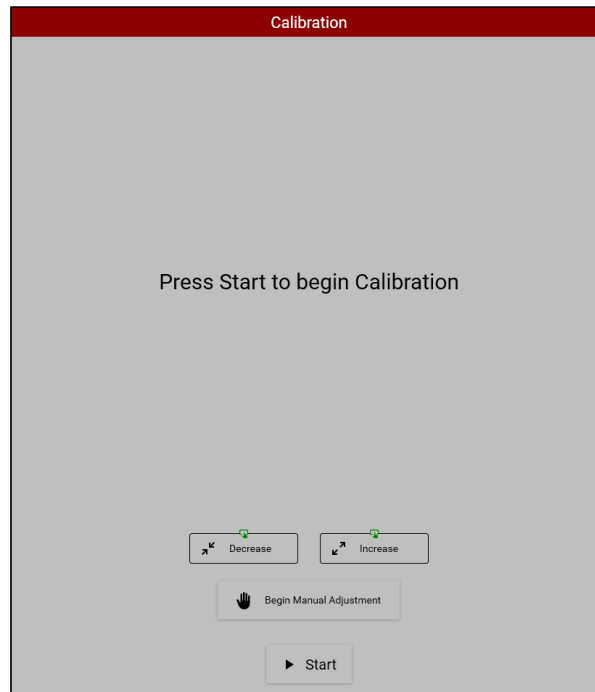 Calibration
Press Start to begin Calibration
Decrease Increase
Begin Manual Adjustment
Start